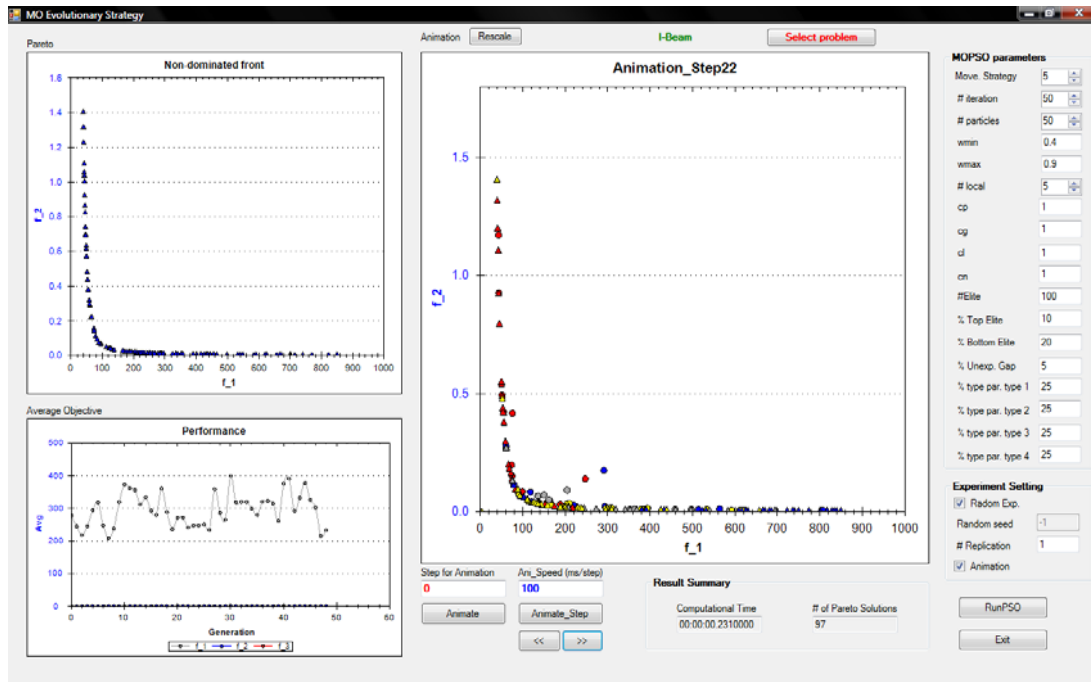 MO Evolutionary Strategy
Pareto
Non-dominated front
1.6
1.4
1.2
1.0
0.8
0.6
0.4
0.2
0.0
f_2
0 100 200 300 400 500 600 700 800 900 1000
f_1
Average Objective
Performance
500
400
300
200
100
0
Avg
0 10 20 30 40 50 60
Generation
f_1 f_2 f_3
Animation
Rescale
I-Beam
Select problem
Animation_Step22
1.5
1.0
0.5
0.0
f_2
0 100 200 300 400 500 600 700 800 900 1000
f_1
Step for Animation
0
Ani_Speed (ms/step)
100
Animate
Animate_Step
<<
>>
Result Summary
Computational Time
00:00:00.2310000
# of Pareto Solutions
97
MOPSO parameters
Move. Strategy 5
# iteration 50
# particles 50
wmin 0.4
wmax 0.9
# local 5
cp 1
cg 1
cl 1
cn 1
#Elite 100
% Top Elite 10
% Bottom Elite 20
% Unexp. Gap 5
% type par. type 1 25
% type par. type 2 25
% type par. type 3 25
% type par. type 4 25
Experiment Setting
Radom Exp.
Random seed -1
# Replication 1
Animation
RunPSO
Exit